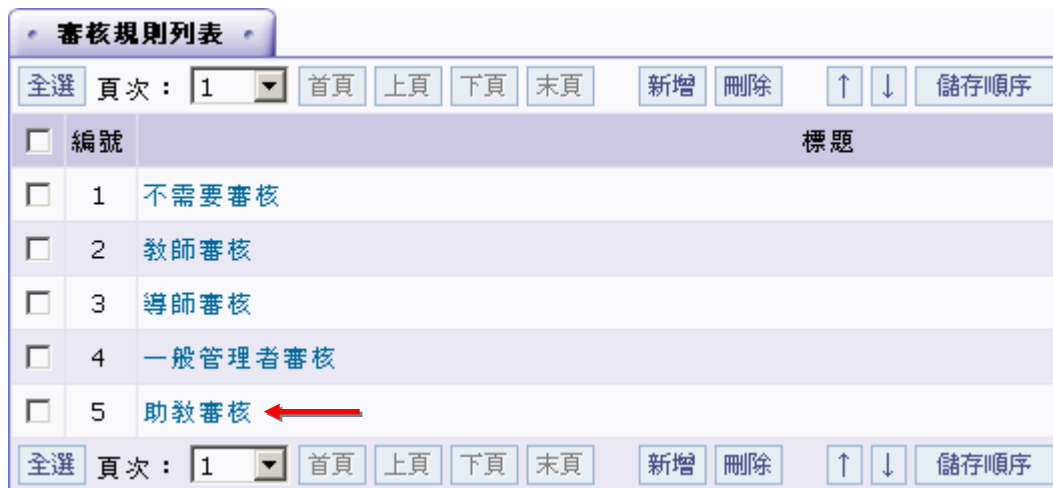 審核規則列表
全選 頁次： 1 首頁 上頁 下頁 末頁 新增 刪除 ↑ ↓ 儲存順序
編號 標題
1 不需要審核
2 教師審核
3 導師審核
4 一般管理者審核
5 助教審核
全選 頁次： 1 首頁 上頁 下頁 末頁 新增 刪除 ↑ ↓ 儲存順序